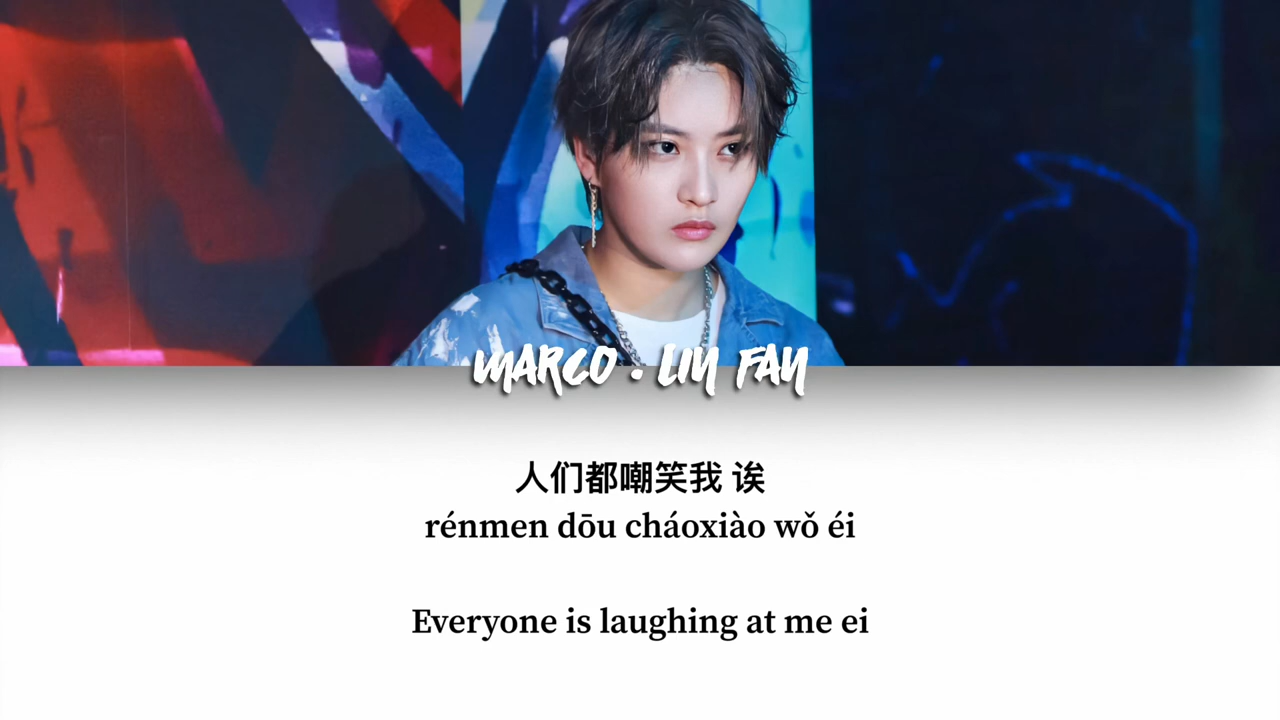 MARCO . LIN FAN
人们都嘲笑我 诶
rénmen dōu cháoxiào wǒ éi
Everyone is laughing at me ei